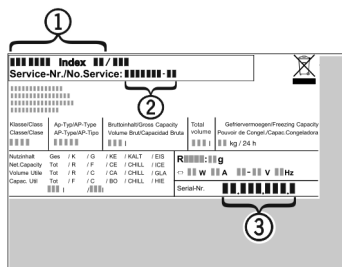 1
Index /
Service-Nr./No.Service: -
2
Klasse/Class Ap-Typ/AP-Type Bruttoinhalt/Gross Capacity Total Gefriervermoegen/Freezing Capacity
Classe/Clase AP-Type/AP-Tipo Volume Brut/Capacidad Bruta volume Pouvoir de Congel./Capac.Congeladora
l l kg / 24 h
Nutzinhalt Ges / K / G / KE / KALT / EIS R : g
Net Capacity Tot / R / F / CE / CHILL / ICE
Volume Utile Tot / R / C / CA / CHILL / GLA W A - V Hz
Capac. Util Tot / F / C / BO / CHILL / HIE
l / l Serial-Nr. . . .
3